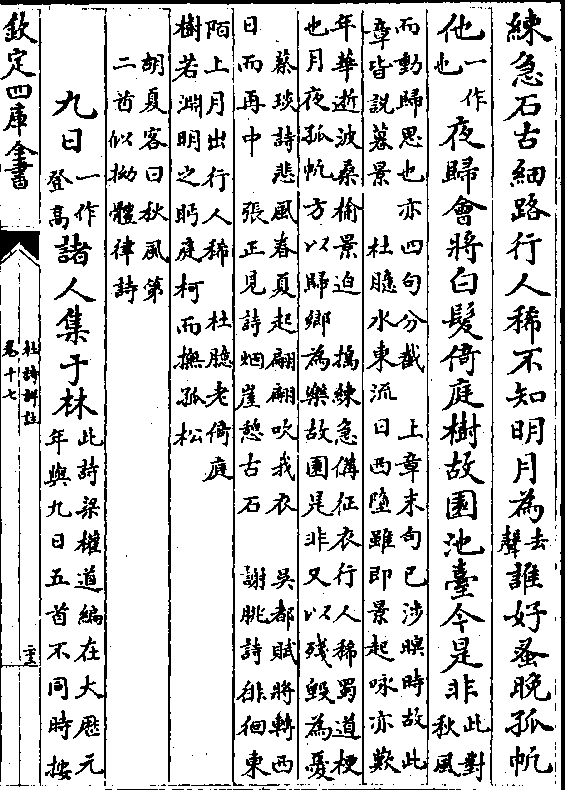 練急石古細路行人稀不知明月為去聲誰好蚤晚孤帆
他一作也夜歸會將白髮倚庭樹故園池臺今是非此對秋風
而動歸思也亦四句分截　上章末句已涉暝時故此
章皆説暮景　杜臆水東流日西墮雖即景起咏亦歎
年華逝波桑榆景迫　擣練急備征衣行人稀蜀道梗
也月夜孤帆方以歸鄉為樂故園是非又以殘毀為憂
蔡琰詩悲風春夏起翩翩吹我衣　吳都賦將轉西
日而再中　張正見詩烟崖憩古石　謝朓詩徘徊東
陌上月出行人稀　杜臆老倚庭
樹若淵明之眄庭柯而撫孤松
胡夏客曰秋風第
二首似拗體律詩
九日一作登高諸人集于林此詩梁權道編在大厯元
年與九日五首不同時按
欽定四庫全書
杜詩詳註
卷十七